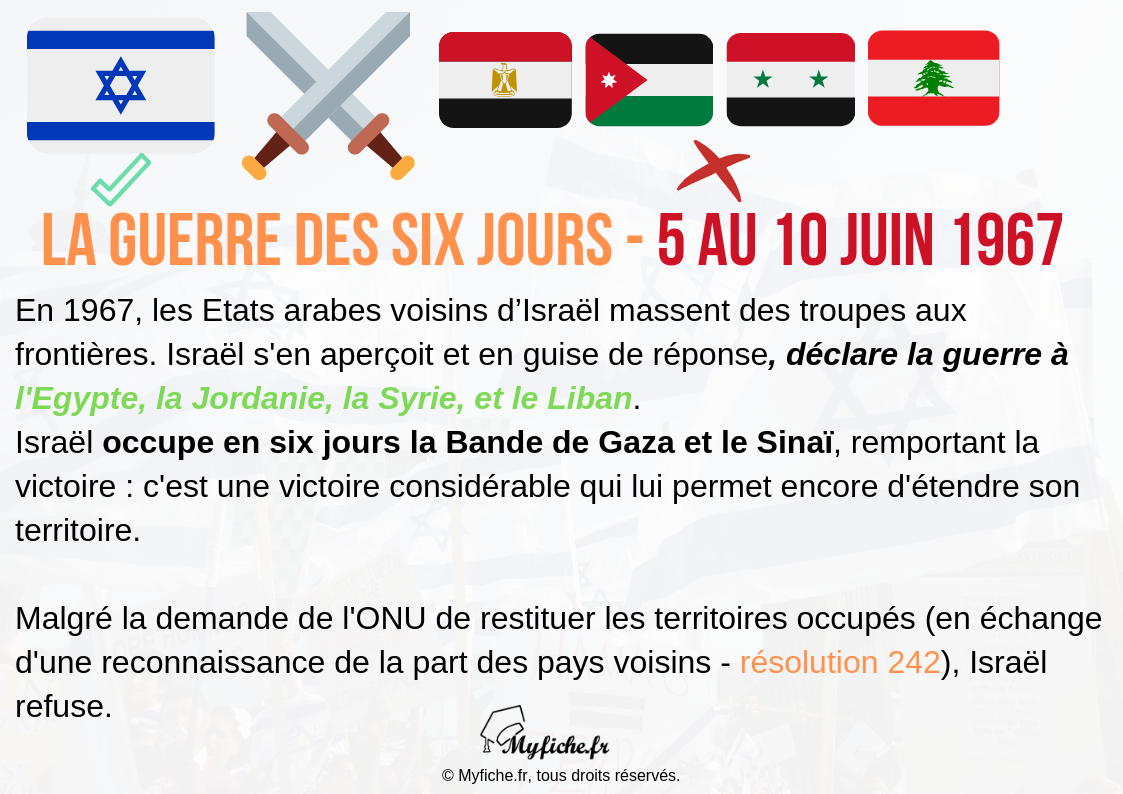 LA GUERRE DES SIX JOURS - 5 AU 10 JUIN 1967
En 1967, les Etats arabes voisins d’Israël massent des troupes aux
frontières. Israël s'en aperçoit et en guise de réponse, déclare la guerre à
l'Egypte, la Jordanie, la Syrie, et le Liban.
Israël occupe en six jours la Bande de Gaza et le Sinaï, remportant la
victoire : c'est une victoire considérable qui lui permet encore d'étendre son
territoire.
Malgré la demande de l'ONU de restituer les territoires occupés (en échange
d'une reconnaissance de la part des pays voisins - résolution 242), Israël
refuse.
Myfiche.fr
© Myfiche.fr, tous droits réservés.